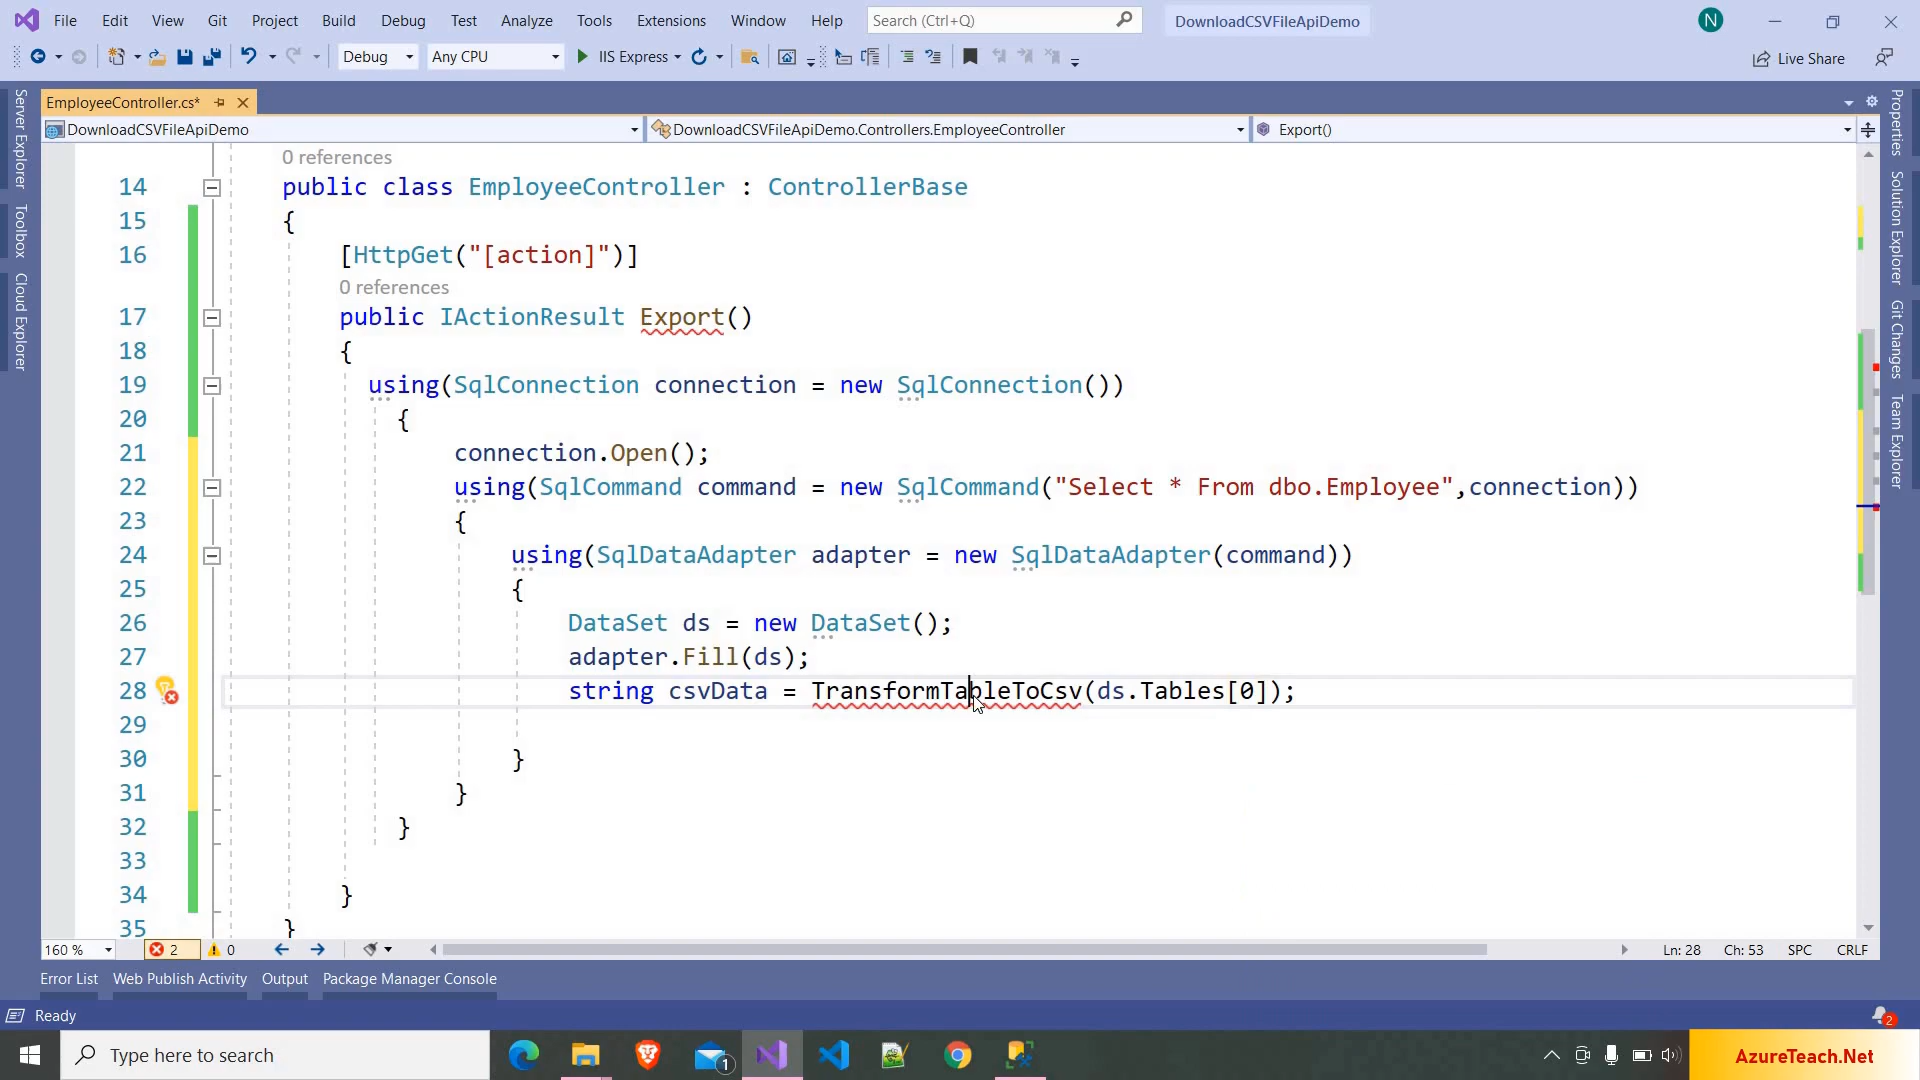 File Edit View Git Project Build Debug Test Analyze Tools Extensions Window Help Search (Ctrl+Q) DownloadCSVFileApiDemo N
Debug Any CPU IIS Express Live Share
EmployeeController.cs*
DownloadCSVFileApiDemo DownloadCSVFileApiDemo.Controllers.EmployeeController Export()
Server Explorer
Toolbox
Cloud Explorer
0 references
14 public class EmployeeController : ControllerBase
15 {
16 [HttpGet("[action]")]
0 references
17 public IActionResult Export()
18 {
19 using(SqlConnection connection = new SqlConnection())
20 {
21 connection.Open();
22 using(SqlCommand command = new SqlCommand("Select * From dbo.Employee",connection))
23 {
24 using(SqlDataAdapter adapter = new SqlDataAdapter(command))
25 {
26 DataSet ds = new DataSet();
27 adapter.Fill(ds);
28 string csvData = TransformTableToCsv(ds.Tables[0]);
29
30 }
31 }
32 }
33
34 }
35 }
Properties
Solution Explorer
Git Changes
Team Explorer
160 % 2 0 Ln: 28 Ch: 53 SPC CRLF
Error List Web Publish Activity Output Package Manager Console
Ready 2
Type here to search 1 AzureTeach.Net